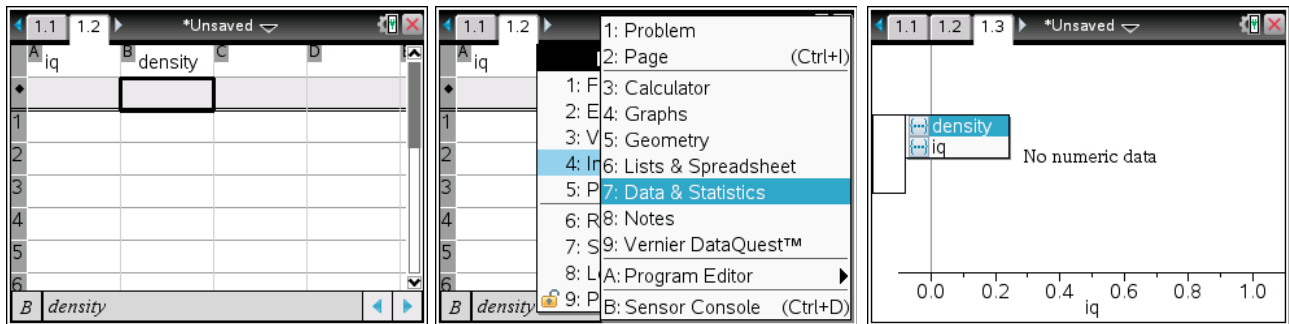 1.1 1.2 *Unsaved
A iq B density C D E
1
2
3
4
5
6
B density
1.1 1.2
A iq
1
2
3
4
5
6
B density
1: F
2: E
3: V
4: In
5: P
6: R
7: S
8: L
9: P
1: Problem
2: Page (Ctrl+I)
3: Calculator
4: Graphs
5: Geometry
6: Lists & Spreadsheet
7: Data & Statistics
8: Notes
9: Vernier DataQuest™
A: Program Editor
B: Sensor Console (Ctrl+D)
1.1 1.2 1.3 *Unsaved
density
iq
No numeric data
0.0 0.2 0.4 0.6 0.8 1.0
iq